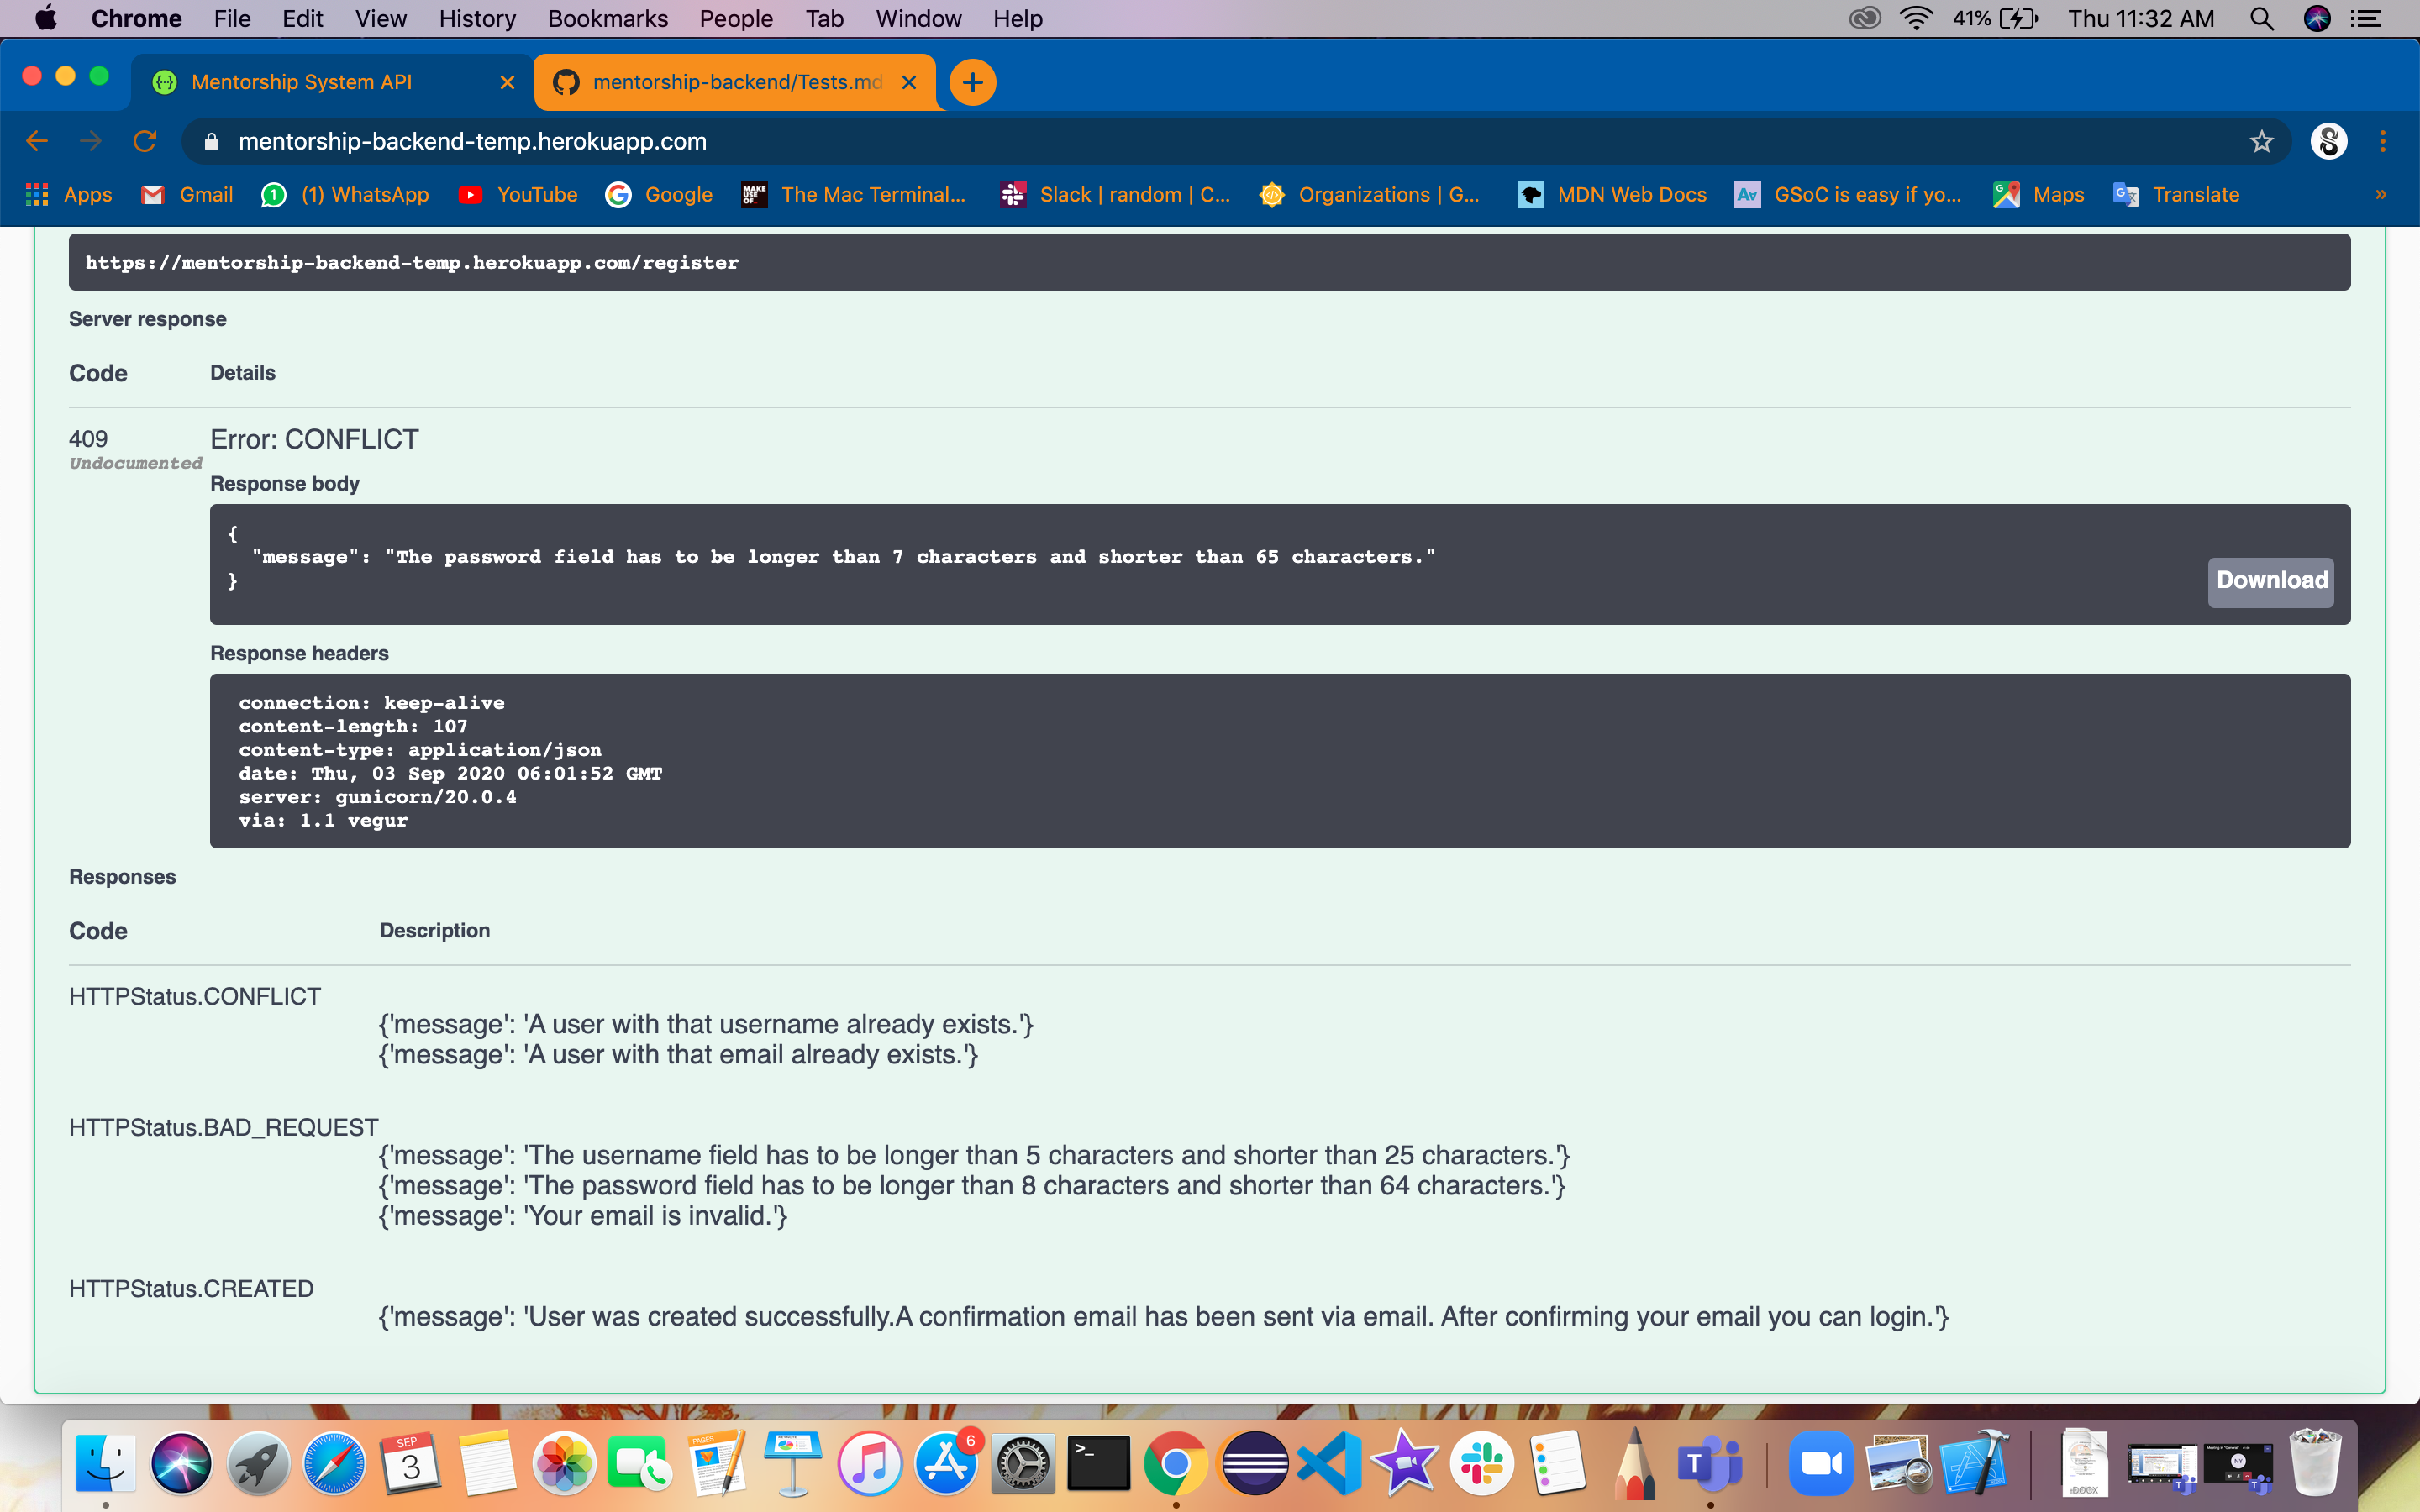 Chrome File Edit View History Bookmarks People Tab Window Help 41% Thu 11:32 AM
Mentorship System API mentorship-backend/Tests.md
mentorship-backend-temp.herokuapp.com
Apps Gmail (1) WhatsApp YouTube Google The Mac Terminal... Slack | random | C... Organizations | G... MDN Web Docs GSoC is easy if yo... Maps Translate »
https://mentorship-backend-temp.herokuapp.com/register
Server response
Code Details
409 Error: CONFLICT
Undocumented
Response body
{
"message": "The password field has to be longer than 7 characters and shorter than 65 characters."
}
Download
Response headers
connection: keep-alive
content-length: 107
content-type: application/json
date: Thu, 03 Sep 2020 06:01:52 GMT
server: gunicorn/20.0.4
via: 1.1 vegur
Responses
Code Description
HTTPStatus.CONFLICT
{'message': 'A user with that username already exists.'}
{'message': 'A user with that email already exists.'}
HTTPStatus.BAD_REQUEST
{'message': 'The username field has to be longer than 5 characters and shorter than 25 characters.'}
{'message': 'The password field has to be longer than 8 characters and shorter than 64 characters.'}
{'message': 'Your email is invalid.'}
HTTPStatus.CREATED
{'message': 'User was created successfully.A confirmation email has been sent via email. After confirming your email you can login.'}
SEP
3
PAGES
6
>_
T